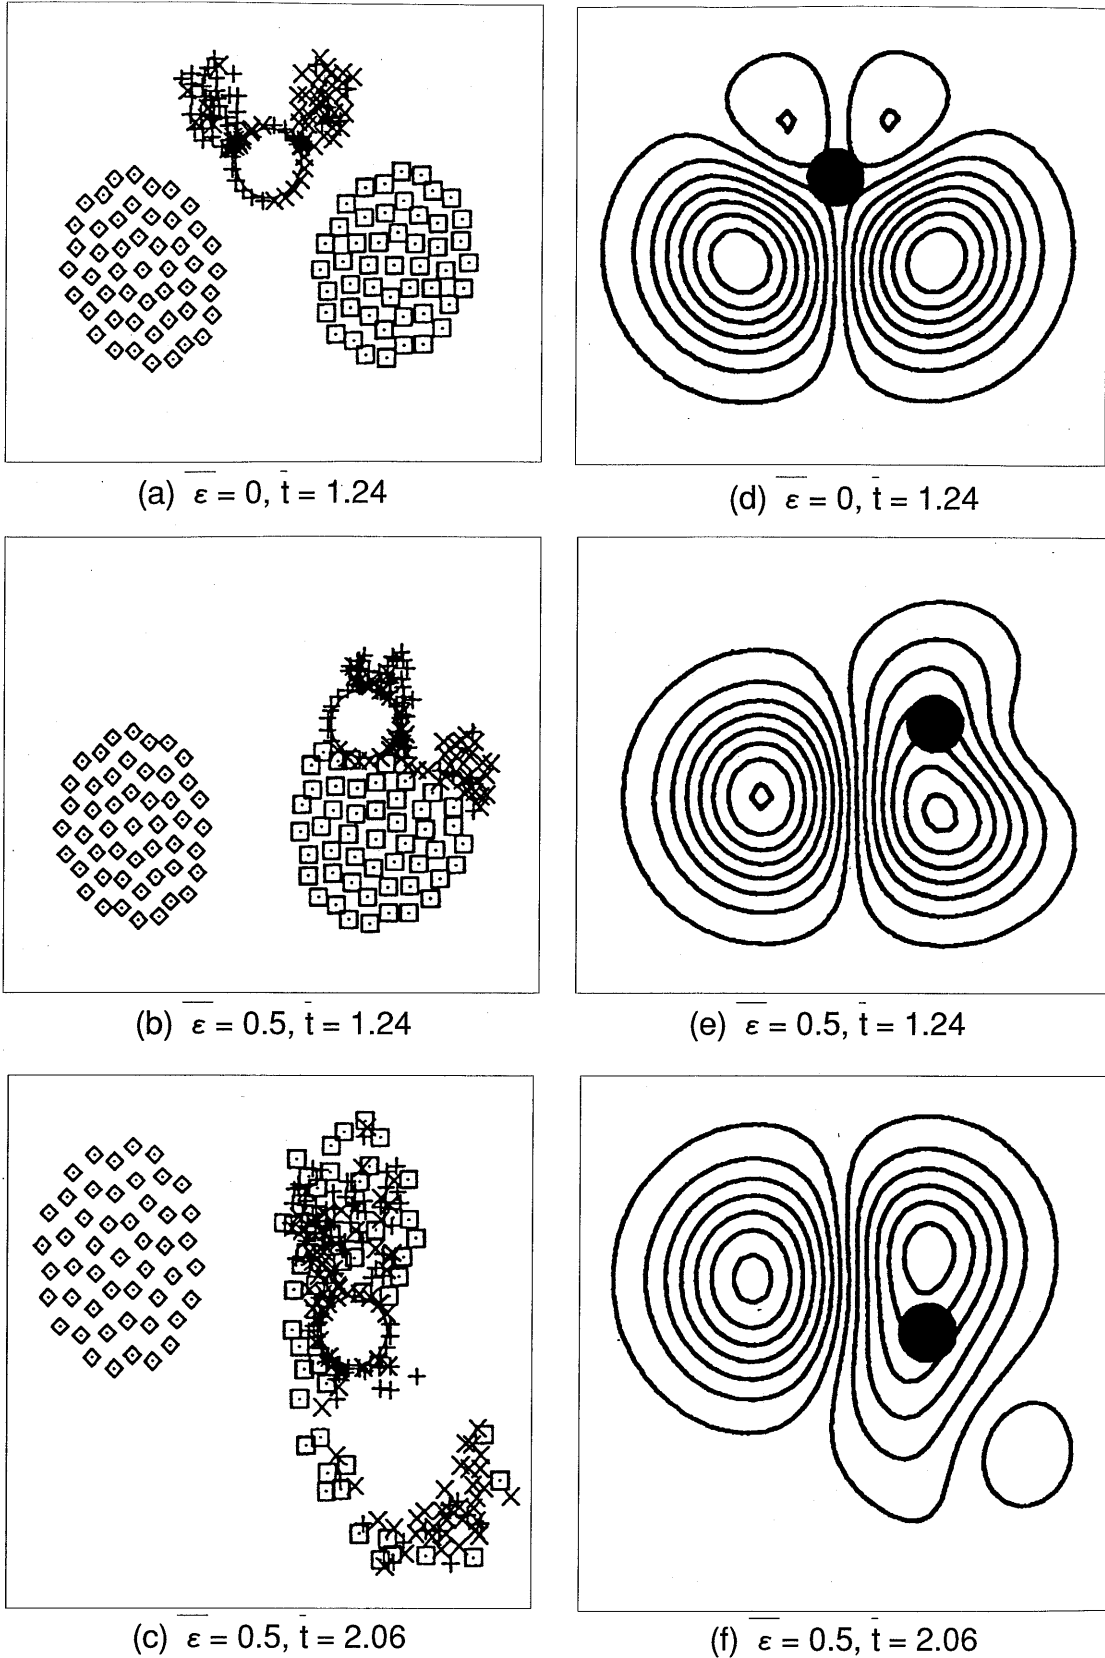 (a) ε̅ = 0, t̄ = 1.24
(d) ε̅ = 0, t̄ = 1.24
(b) ε̅ = 0.5, t̄ = 1.24
(e) ε̅ = 0.5, t̄ = 1.24
(c) ε̅ = 0.5, t̄ = 2.06
(f) ε̅ = 0.5, t̄ = 2.06